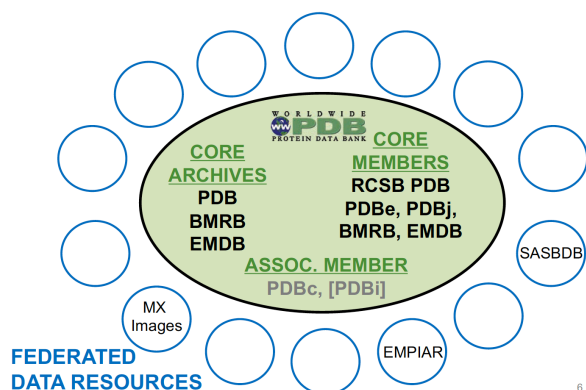 WORLDWIDE
PDB
PROTEIN DATA BANK
CORE
ARCHIVES
PDB
BMRB
EMDB
CORE
MEMBERS
RCSB PDB
PDBe, PDBj,
BMRB, EMDB
ASSOC. MEMBER
PDBc, [PDBi]
SASBDB
MX
Images
EMPIAR
FEDERATED
DATA RESOURCES
6